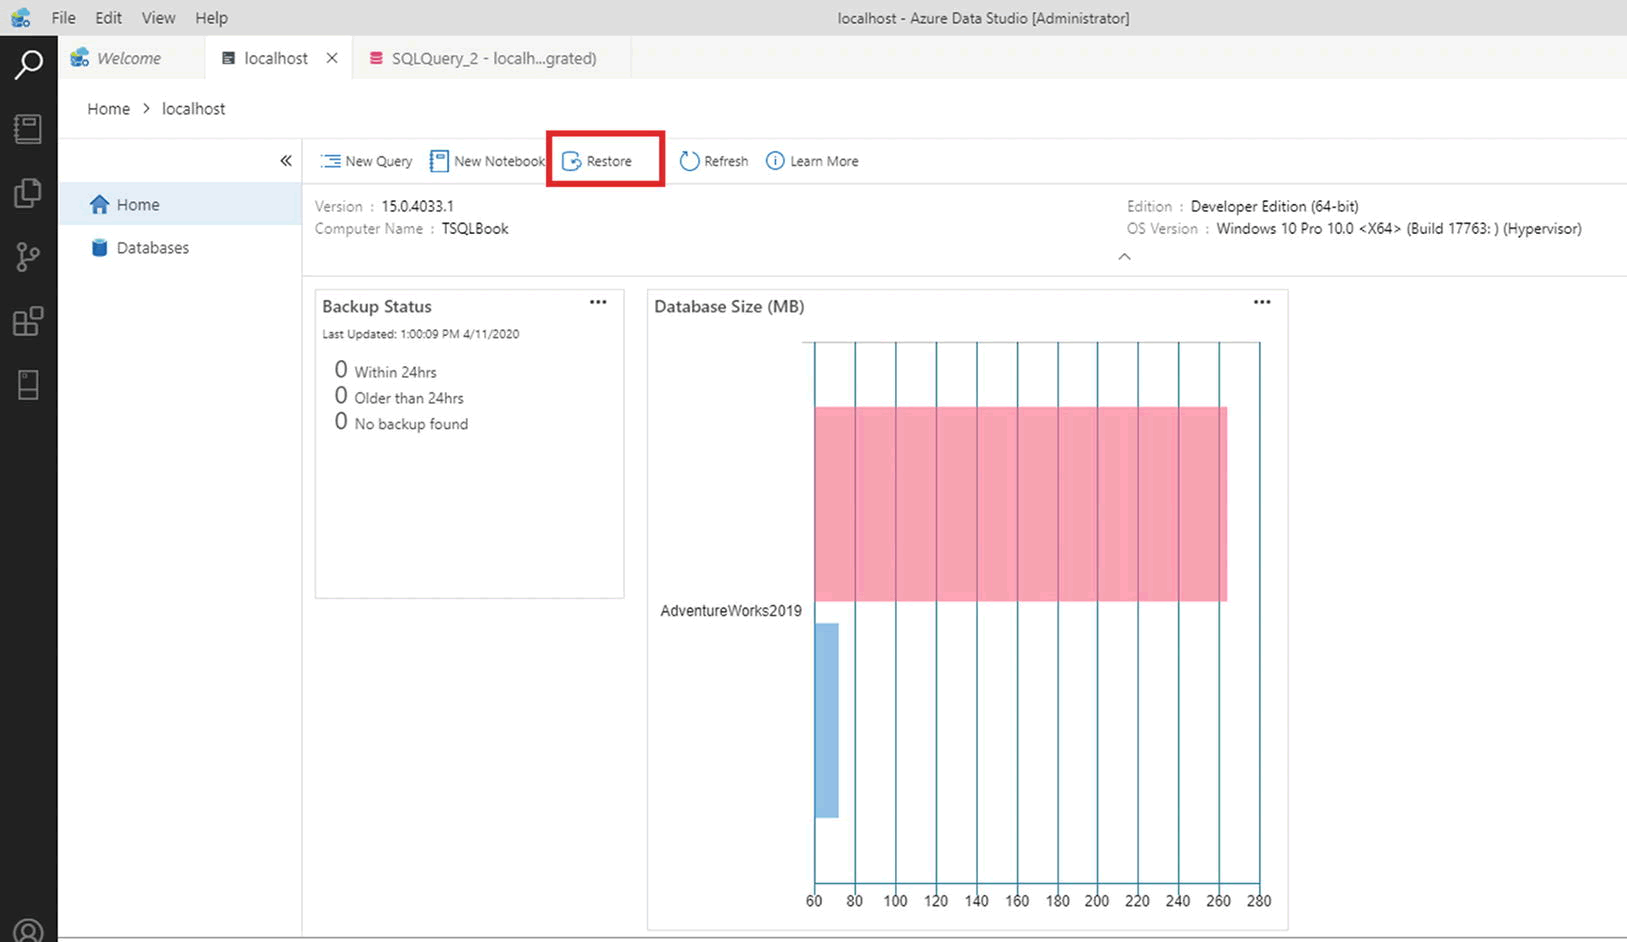 File Edit View Help
localhost - Azure Data Studio [Administrator]
Welcome
localhost
SQLQuery_2 - localh...grated)
Home > localhost
«
New Query
New Notebook
Restore
Refresh
Learn More
Home
Databases
Version : 15.0.4033.1
Computer Name : TSQLBook
Edition : Developer Edition (64-bit)
OS Version : Windows 10 Pro 10.0 <X64> (Build 17763: ) (Hypervisor)
Backup Status
Last Updated: 1:00:09 PM 4/11/2020
0 Within 24hrs
0 Older than 24hrs
0 No backup found
Database Size (MB)
AdventureWorks2019
60 80 100 120 140 160 180 200 220 240 260 280